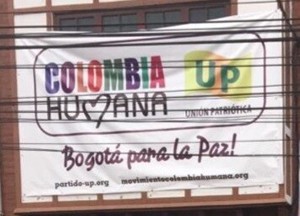 COLOMBIA
HUMANA
Up
UNIÓN PATRIÓTICA
Bogotá para la Paz!
partido-up.org movimientocolombiahumana.org